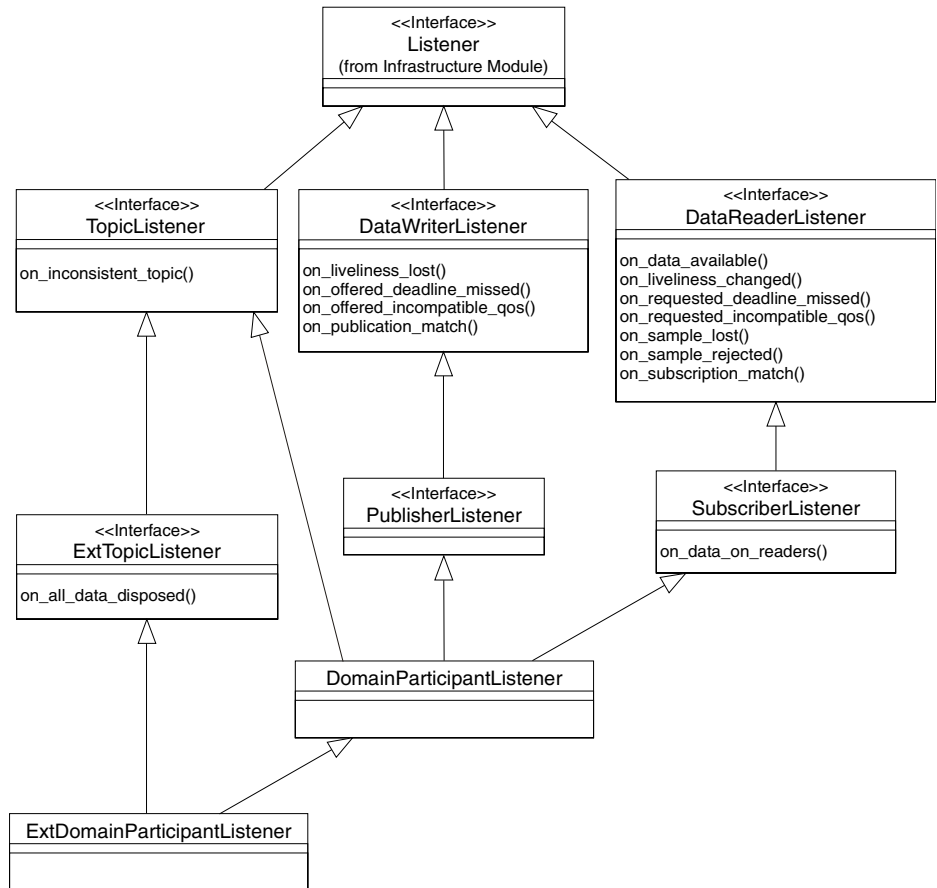 <<Interface>>
Listener
(from Infrastructure Module)
<<Interface>>
TopicListener
on_inconsistent_topic()
<<Interface>>
DataWriterListener
on_liveliness_lost()
on_offered_deadline_missed()
on_offered_incompatible_qos()
on_publication_match()
<<Interface>>
DataReaderListener
on_data_available()
on_liveliness_changed()
on_requested_deadline_missed()
on_requested_incompatible_qos()
on_sample_lost()
on_sample_rejected()
on_subscription_match()
<<Interface>>
ExtTopicListener
on_all_data_disposed()
<<Interface>>
PublisherListener
<<Interface>>
SubscriberListener
on_data_on_readers()
DomainParticipantListener
ExtDomainParticipantListener